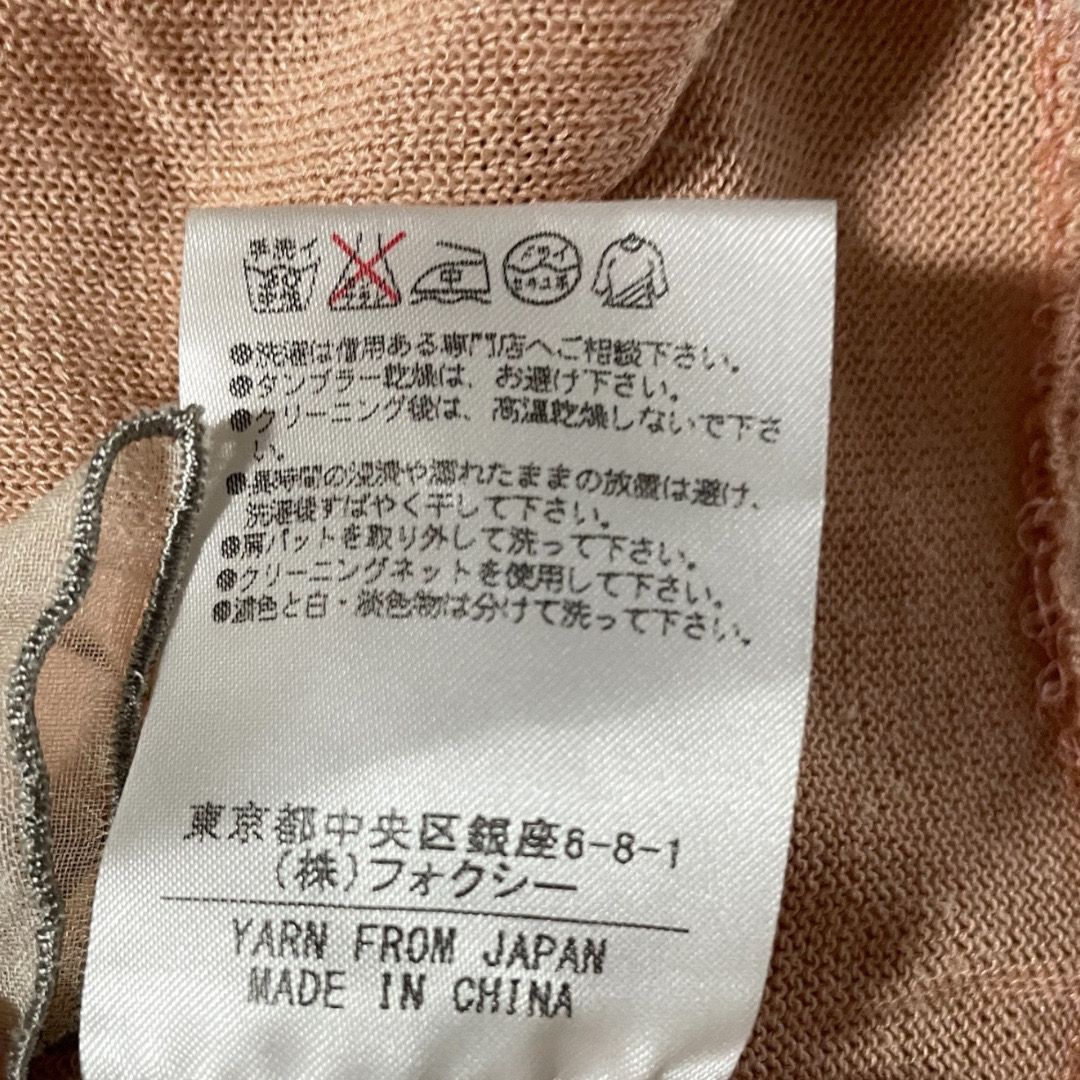 中
●洗濯は信用ある専門店へご相談下さい。
●タンブラー乾燥は、お避け下さい。
●クリーニング後は、高温乾燥しないで下さ
い。
●長時間の浸漬や濡れたままの放置は避け、
洗濯後すばやく干して下さい。
●肩パットを取り外して洗って下さい。
●クリーニングネットを使用して下さい。
●濃色と白・淡色物は分けて洗って下さい。
東京都中央区銀座6-8-1
(株)フォクシー
YARN FROM JAPAN
MADE IN CHINA